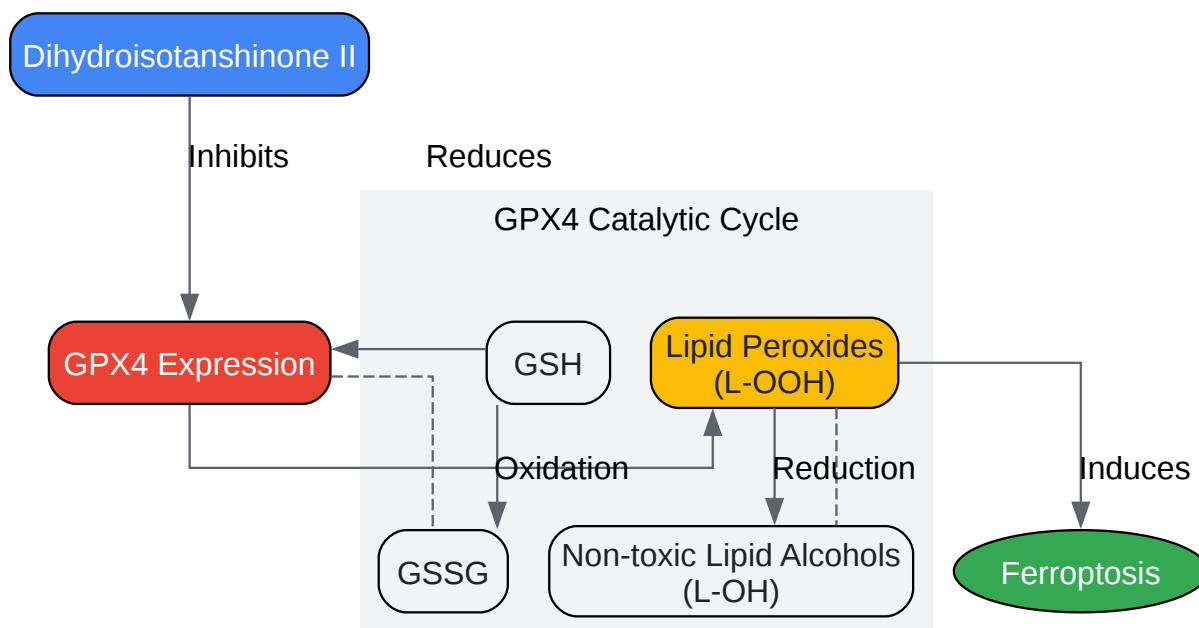 Dihydroisotanshinone II
Inhibits
Reduces
GPX4 Catalytic Cycle
GPX4 Expression
GSH
Lipid Peroxides
(L-OOH)
Oxidation
Reduction
Induces
GSSG
Non-toxic Lipid Alcohols
(L-OH)
Ferroptosis